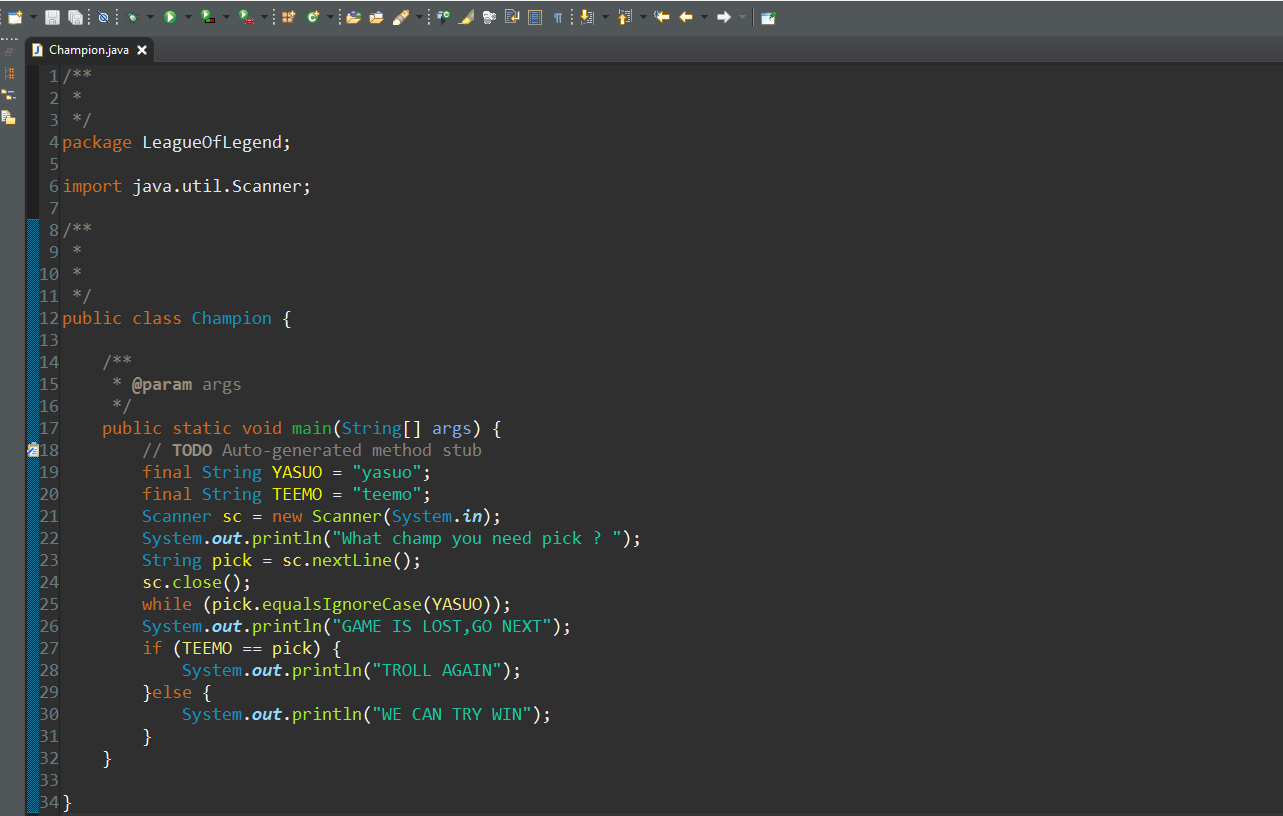 Champion.java
1 /**
2  *
3  */
4 package LeagueOfLegend;
5
6 import java.util.Scanner;
7
8 /**
9  *
10  *
11  */
12 public class Champion {
13
14     /**
15      * @param args
16      */
17     public static void main(String[] args) {
18         // TODO Auto-generated method stub
19         final String YASUO = "yasuo";
20         final String TEEMO = "teemo";
21         Scanner sc = new Scanner(System.in);
22         System.out.println("What champ you need pick ? ");
23         String pick = sc.nextLine();
24         sc.close();
25         while (pick.equalsIgnoreCase(YASUO));
26         System.out.println("GAME IS LOST,GO NEXT");
27         if (TEEMO == pick) {
28             System.out.println("TROLL AGAIN");
29         }else {
30             System.out.println("WE CAN TRY WIN");
31         }
32     }
33
34 }